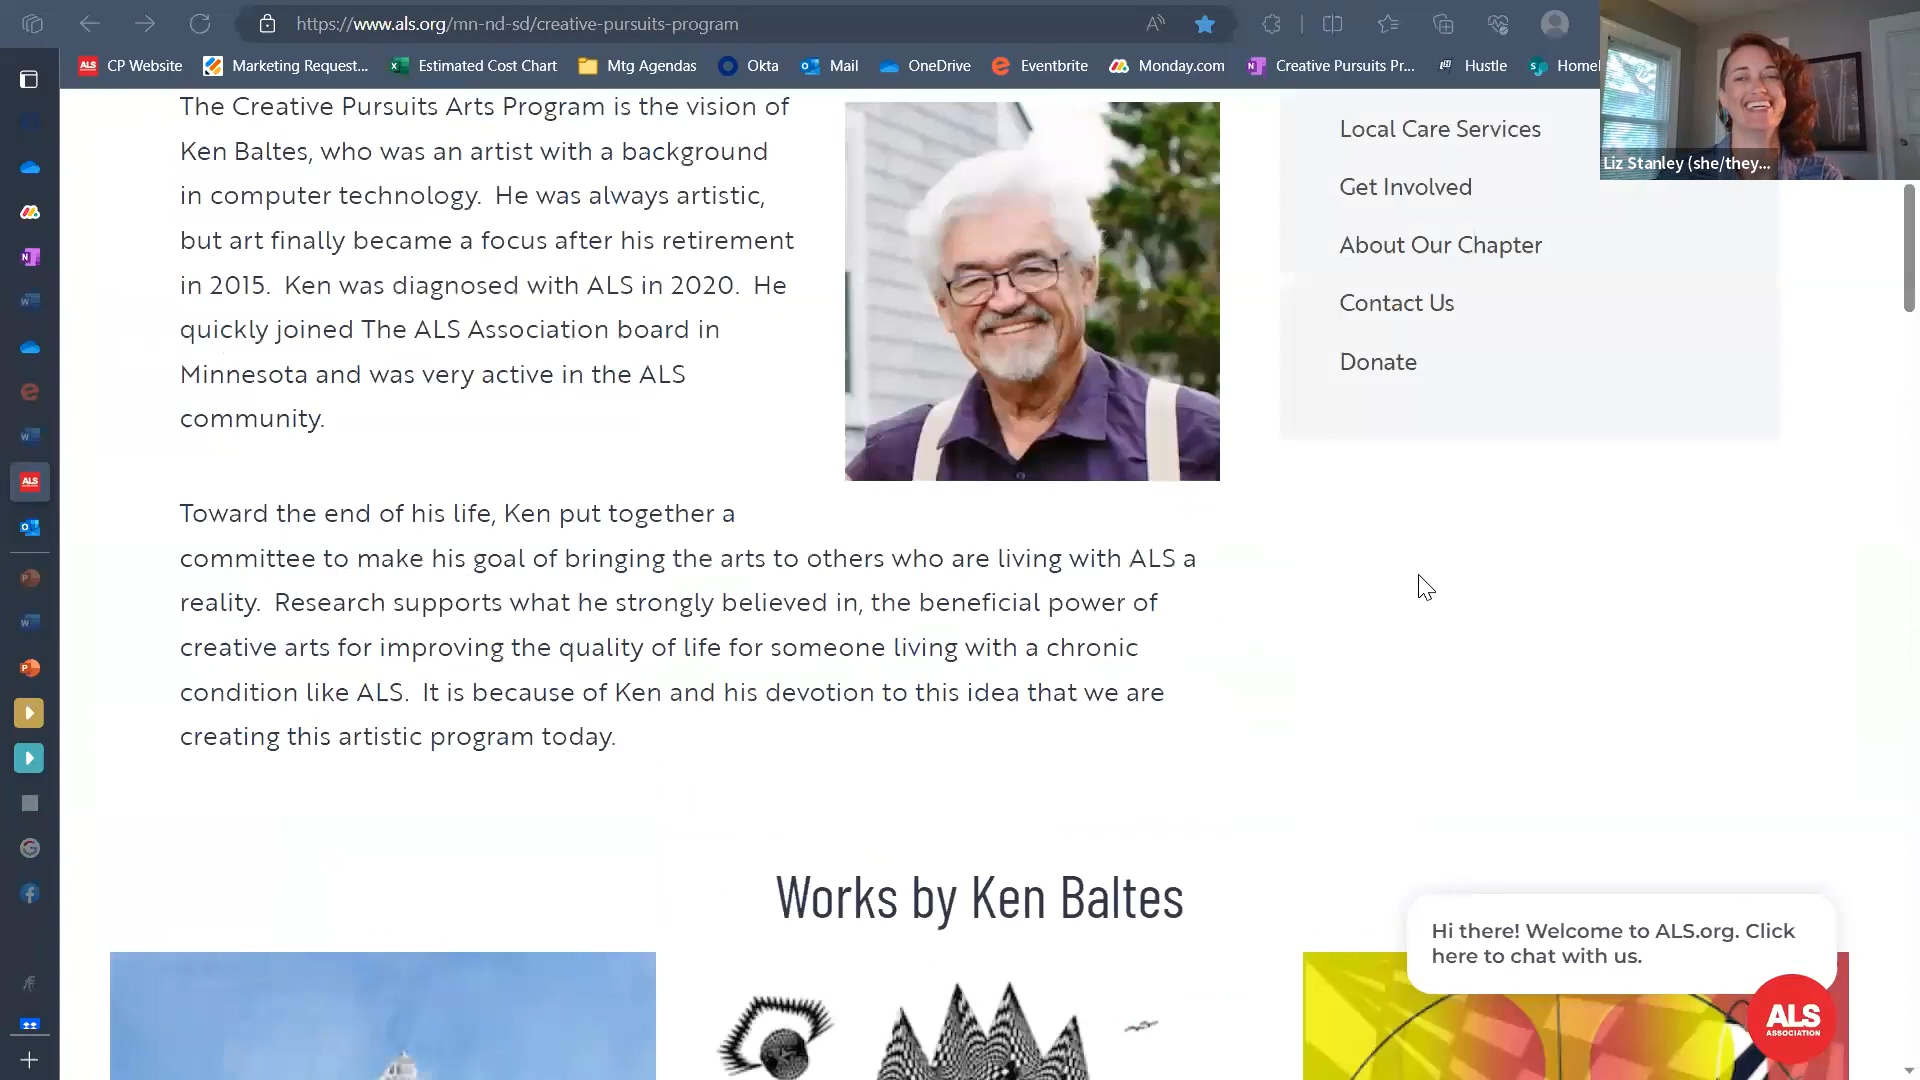 https://www.als.org/mn-nd-sd/creative-pursuits-program
CP Website
Marketing Request...
Estimated Cost Chart
Mtg Agendas
Okta
Mail
OneDrive
Eventbrite
Monday.com
Creative Pursuits Pr...
Hustle
Liz Stanley (she/they...
The Creative Pursuits Arts Program is the vision of
Ken Baltes, who was an artist with a background
in computer technology. He was always artistic,
but art finally became a focus after his retirement
in 2015. Ken was diagnosed with ALS in 2020. He
quickly joined The ALS Association board in
Minnesota and was very active in the ALS
community.
Local Care Services
Get Involved
About Our Chapter
Contact Us
Donate
Toward the end of his life, Ken put together a
committee to make his goal of bringing the arts to others who are living with ALS a
reality. Research supports what he strongly believed in, the beneficial power of
creative arts for improving the quality of life for someone living with a chronic
condition like ALS. It is because of Ken and his devotion to this idea that we are
creating this artistic program today.
Works by Ken Baltes
Hi there! Welcome to ALS.org. Click
here to chat with us.
ALS
ASSOCIATION